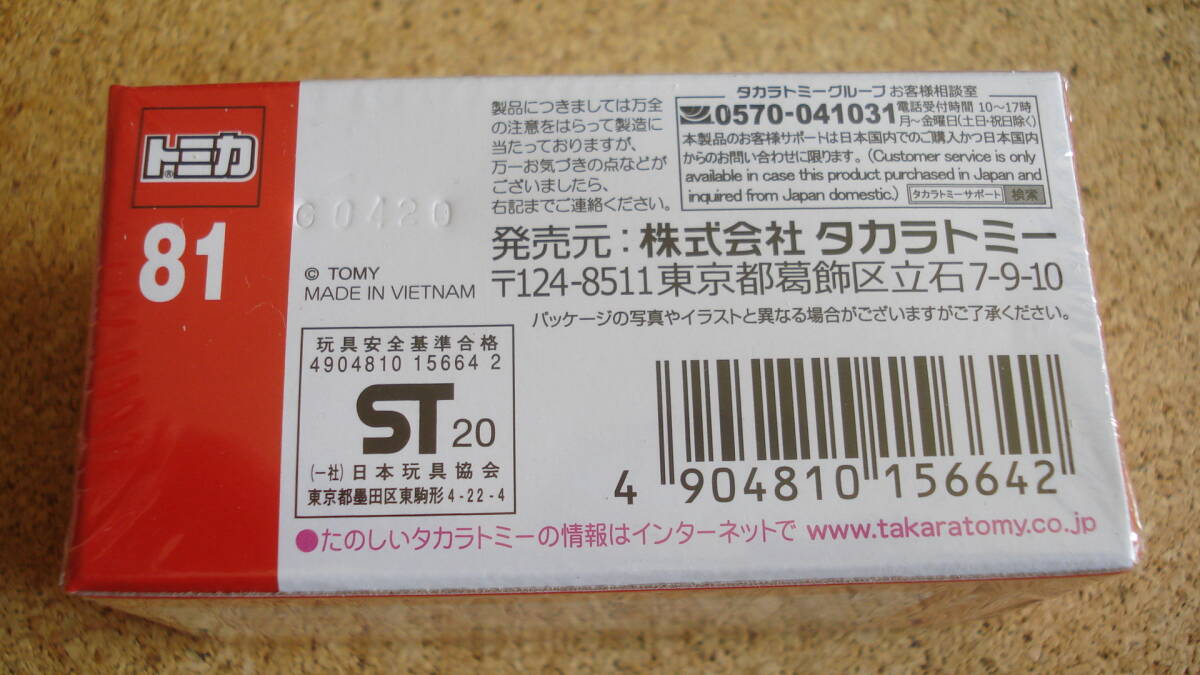 トミカ
®
81
C0420
© TOMY
MADE IN VIETNAM
製品につきましては万全
の注意をはらって製造に
当たっておりますが、
万一お気づきの点などが
ございましたら、
右記までご連絡ください。
タカラトミーグループ お客様相談室
0570-041031 電話受付時間 10〜17時
月〜金曜日(土日・祝日除く)
本製品のお客様サポートは日本国内でのご購入かつ日本国内
からのお問い合わせに限ります。(Customer service is only
available in case this product purchased in Japan and
inquired from Japan domestic.) タカラトミーサポート 検索
発売元:株式会社 タカラトミー
〒124-8511東京都葛飾区立石7-9-10
パッケージの写真やイラストと異なる場合がございますがご了承ください。
玩具安全基準合格
4904810 15664 2
ST 20
(一社)日本玩具協会
東京都墨田区東駒形4-22-4
4 904810 156642
●たのしいタカラトミーの情報はインターネットで www.takaratomy.co.jp